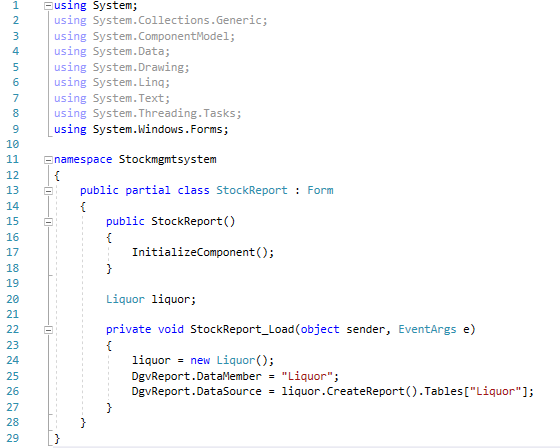 1 using System;
2 using System.Collections.Generic;
3 using System.ComponentModel;
4 using System.Data;
5 using System.Drawing;
6 using System.Linq;
7 using System.Text;
8 using System.Threading.Tasks;
9 using System.Windows.Forms;
10
11 namespace Stockmgmtsystem
12 {
13     public partial class StockReport : Form
14     {
15         public StockReport()
16         {
17             InitializeComponent();
18         }
19
20         Liquor liquor;
21
22         private void StockReport_Load(object sender, EventArgs e)
23         {
24             liquor = new Liquor();
25             DgvReport.DataMember = "Liquor";
26             DgvReport.DataSource = liquor.CreateReport().Tables["Liquor"];
27         }
28     }
29 }